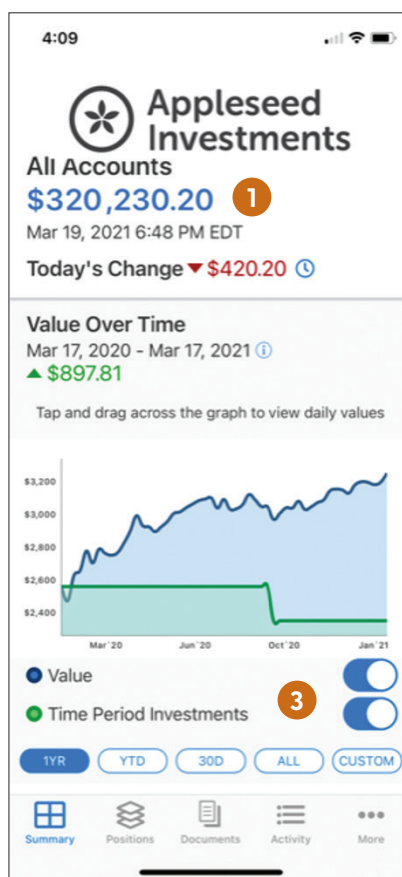 4:09
Appleseed
Investments
All Accounts
$320,230.20 1
Mar 19, 2021 6:48 PM EDT
Today's Change ▼ $420.20
Value Over Time
Mar 17, 2020 - Mar 17, 2021
▲ $897.81
Tap and drag across the graph to view daily values
$3,200
$3,000
$2,800
$2,600
$2,400
Mar`20 Jun`20 Oct`20 Jan`21
Value
Time Period Investments 3
1YR YTD 30D ALL CUSTOM
Summary Positions Documents Activity More